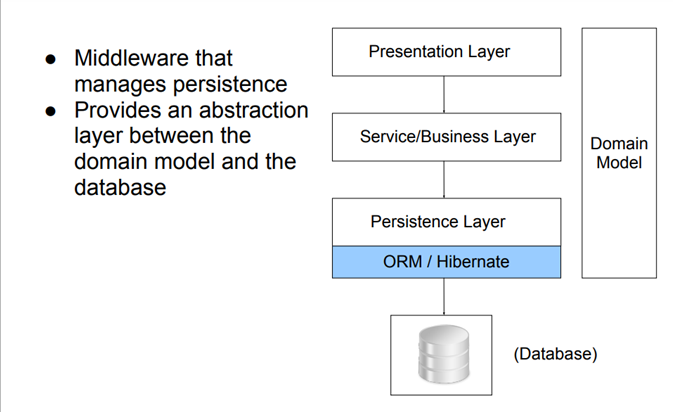 ● Middleware that
manages persistence
● Provides an abstraction
layer between the
domain model and the
database
Presentation Layer
Service/Business Layer
Persistence Layer
ORM / Hibernate
Domain
Model
(Database)